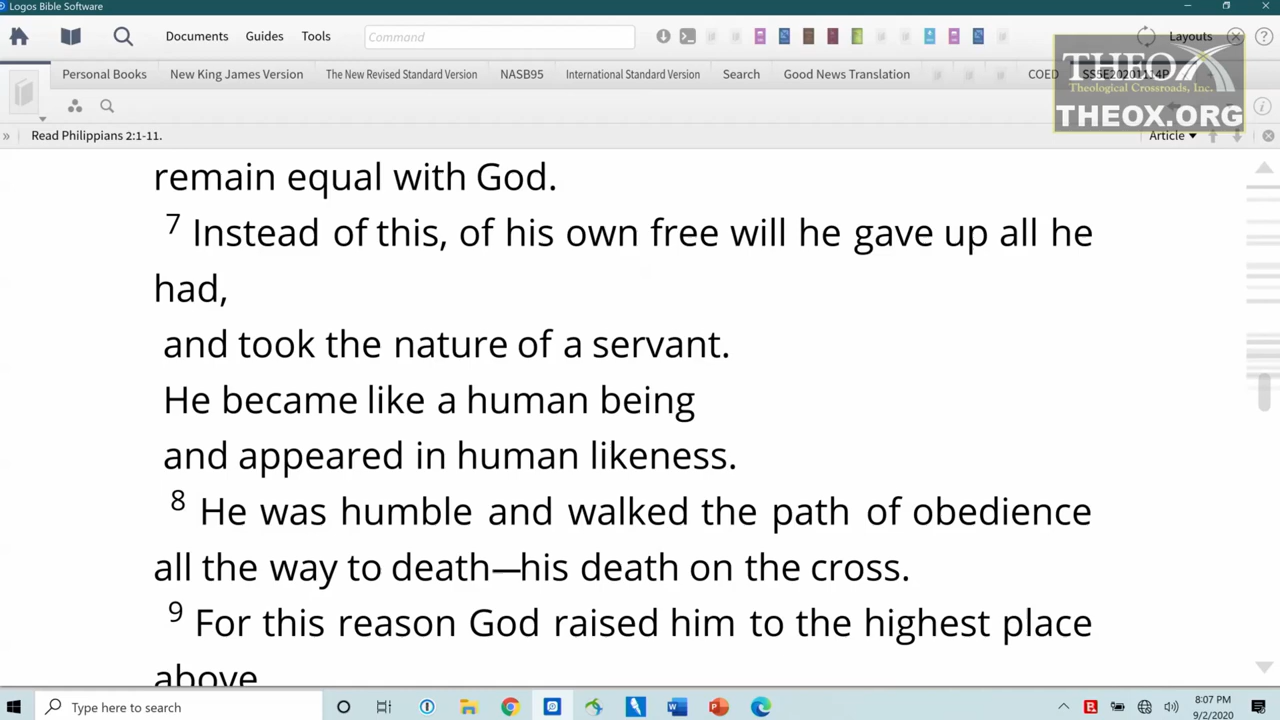 Logos Bible Software
Documents Guides Tools Command Layouts
Personal Books New King James Version The New Revised Standard Version NASB95 International Standard Version Search Good News Translation COED SSSE20201114P
THEOX
Theological Crossroads, Inc.
THEOX.ORG
Read Philippians 2:1-11. Article
remain equal with God.
7 Instead of this, of his own free will he gave up all he
had,
and took the nature of a servant.
He became like a human being
and appeared in human likeness.
8 He was humble and walked the path of obedience
all the way to death—his death on the cross.
9 For this reason God raised him to the highest place
above
Type here to search
8:07 PM
9/2/2020